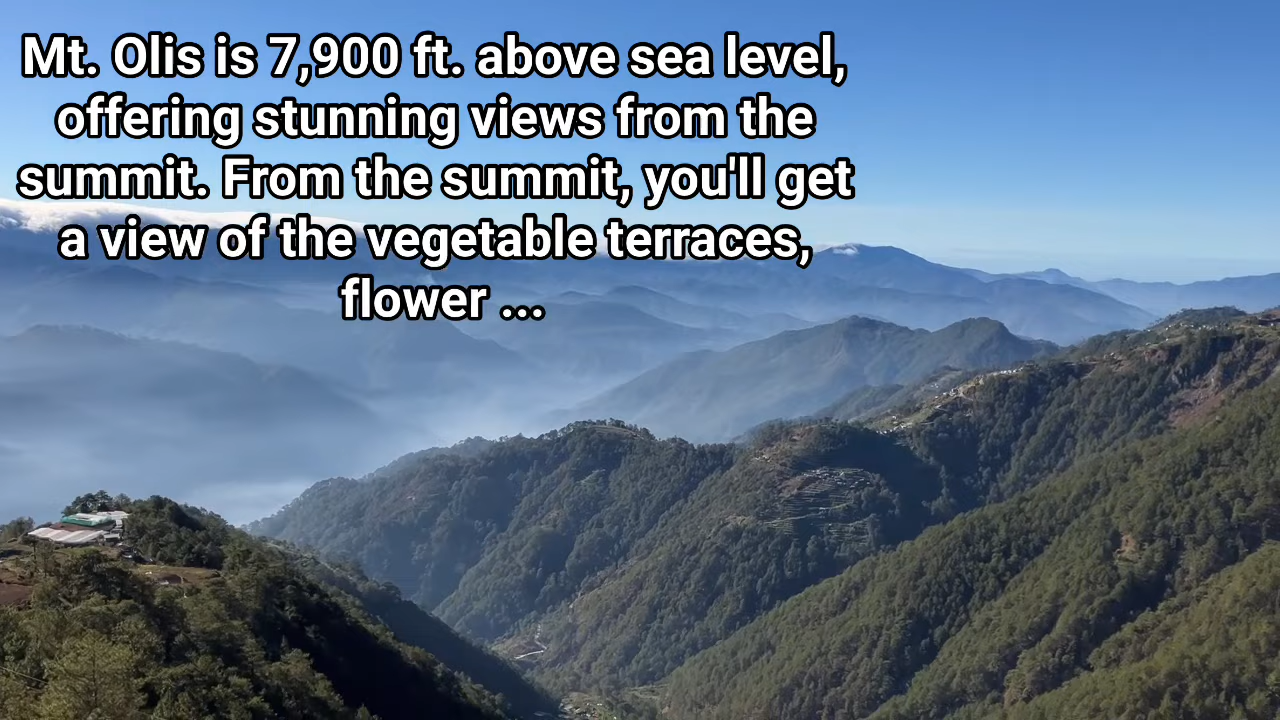 Mt. Olis is 7,900 ft. above sea level,
offering stunning views from the
summit. From the summit, you'll get
a view of the vegetable terraces,
flower ...